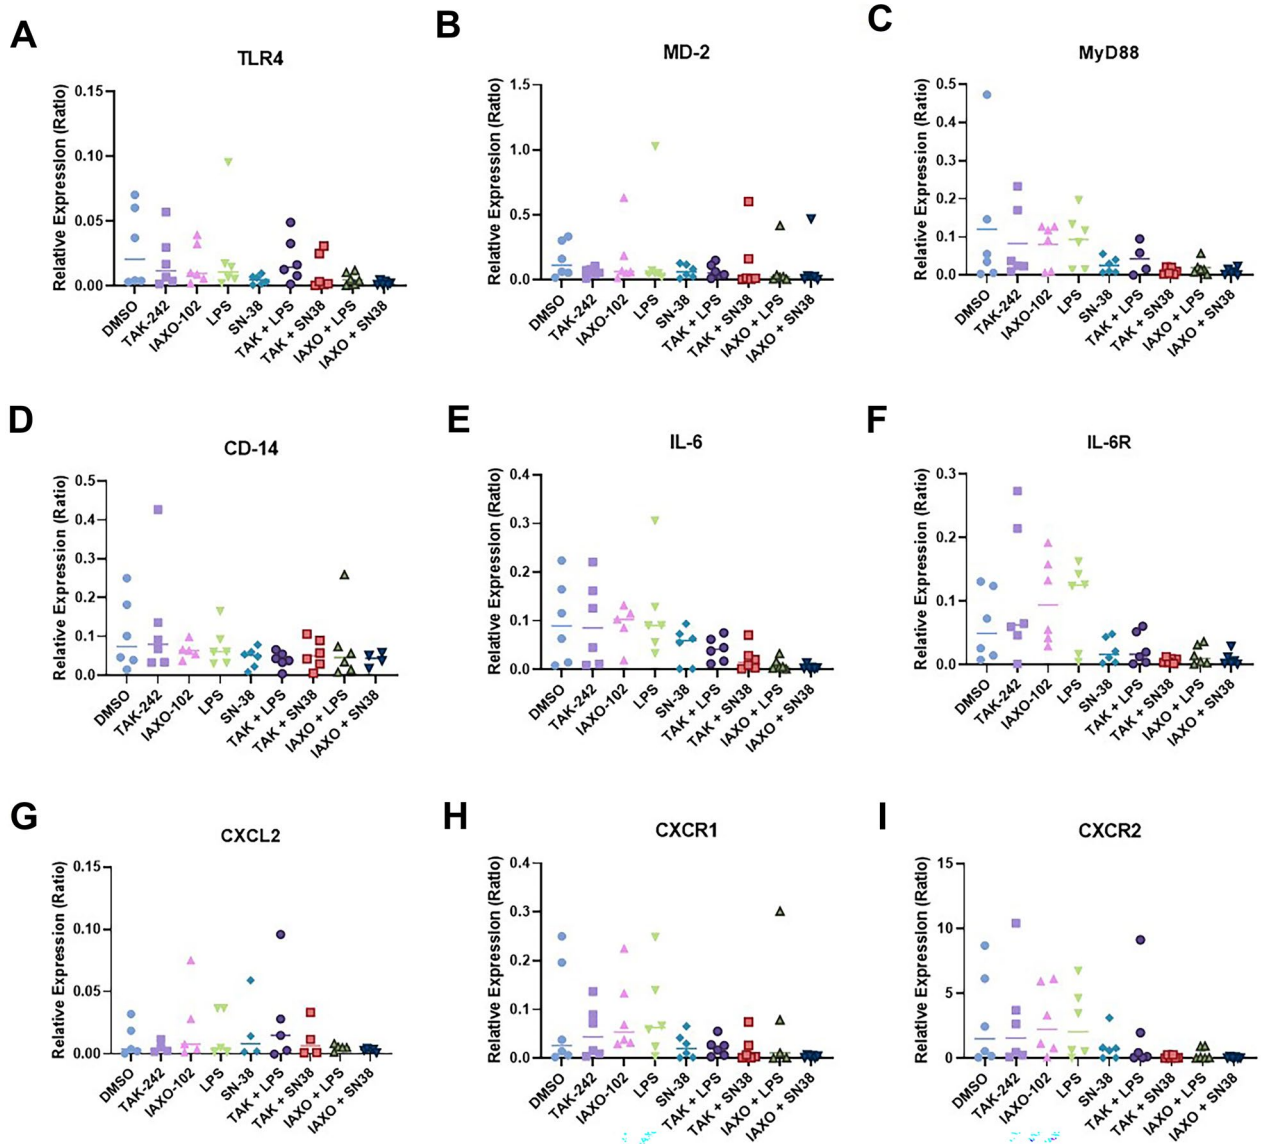 A
TLR4
Relative Expression (Ratio)
0.15
0.10
0.05
0.00
DMSO
TAK-242
IAXO-102
LPS
SN-38
TAK + LPS
TAK + SN38
IAXO + LPS
IAXO + SN38
B
MD-2
Relative Expression (Ratio)
1.5
1.0
0.5
0.0
DMSO
TAK-242
IAXO-102
LPS
SN-38
TAK + LPS
TAK + SN38
IAXO + LPS
IAXO + SN38
C
MyD88
Relative Expression (Ratio)
0.5
0.4
0.3
0.2
0.1
0.0
DMSO
TAK-242
IAXO-102
LPS
SN-38
TAK + LPS
TAK + SN38
IAXO + LPS
IAXO + SN38
D
CD-14
Relative Expression (Ratio)
0.5
0.4
0.3
0.2
0.1
0.0
DMSO
TAK-242
IAXO-102
LPS
SN-38
TAK + LPS
TAK + SN38
IAXO + LPS
IAXO + SN38
E
IL-6
Relative Expression (Ratio)
0.4
0.3
0.2
0.1
0.0
DMSO
TAK-242
IAXO-102
LPS
SN-38
TAK + LPS
TAK + SN38
IAXO + LPS
IAXO + SN38
F
IL-6R
Relative Expression (Ratio)
0.3
0.2
0.1
0.0
DMSO
TAK-242
IAXO-102
LPS
SN-38
TAK + LPS
TAK + SN38
IAXO + LPS
IAXO + SN38
G
CXCL2
Relative Expression (Ratio)
0.15
0.10
0.05
0.00
DMSO
TAK-242
IAXO-102
LPS
SN-38
TAK + LPS
TAK + SN38
IAXO + LPS
IAXO + SN38
H
CXCR1
Relative Expression (Ratio)
0.4
0.3
0.2
0.1
0.0
DMSO
TAK-242
IAXO-102
LPS
SN-38
TAK + LPS
TAK + SN38
IAXO + LPS
IAXO + SN38
I
CXCR2
Relative Expression (Ratio)
15
10
5
0
DMSO
TAK-242
IAXO-102
LPS
SN-38
TAK + LPS
TAK + SN38
IAXO + LPS
IAXO + SN38